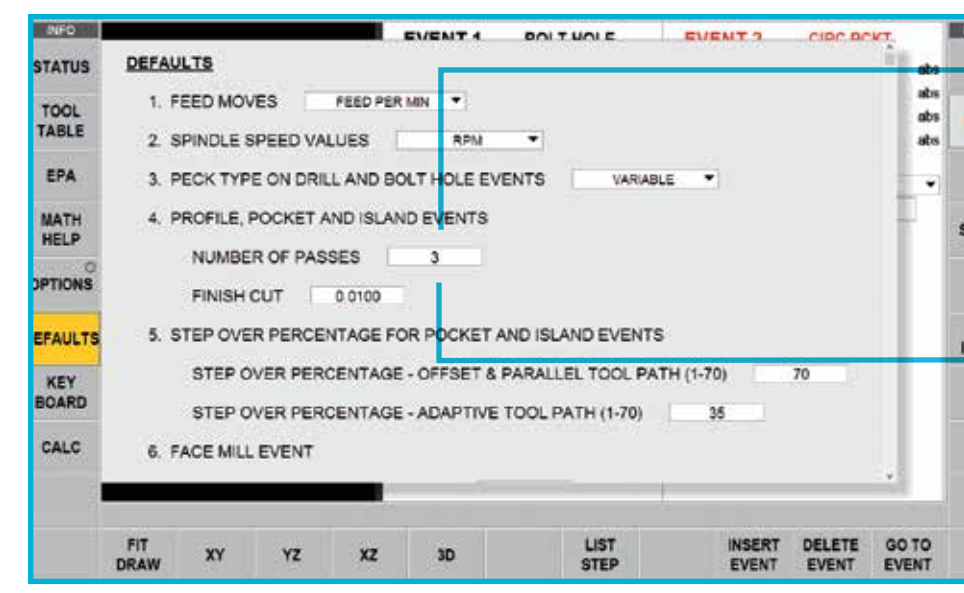 INFO
STATUS
TOOL
TABLE
EPA
MATH
HELP
OPTIONS
DEFAULTS
KEY
BOARD
CALC
EVENT 1 BOLT HOLE EVENT 2 CIRC PCKT
abs
abs
abs
abs
DEFAULTS
1. FEED MOVES FEED PER MIN
2. SPINDLE SPEED VALUES RPM
3. PECK TYPE ON DRILL AND BOLT HOLE EVENTS VARIABLE
4. PROFILE, POCKET AND ISLAND EVENTS
NUMBER OF PASSES 3
FINISH CUT 0.0100
5. STEP OVER PERCENTAGE FOR POCKET AND ISLAND EVENTS
STEP OVER PERCENTAGE - OFFSET & PARALLEL TOOL PATH (1-70) 70
STEP OVER PERCENTAGE - ADAPTIVE TOOL PATH (1-70) 35
6. FACE MILL EVENT
FIT
DRAW
XY
YZ
XZ
3D
LIST
STEP
INSERT
EVENT
DELETE
EVENT
GO TO
EVENT